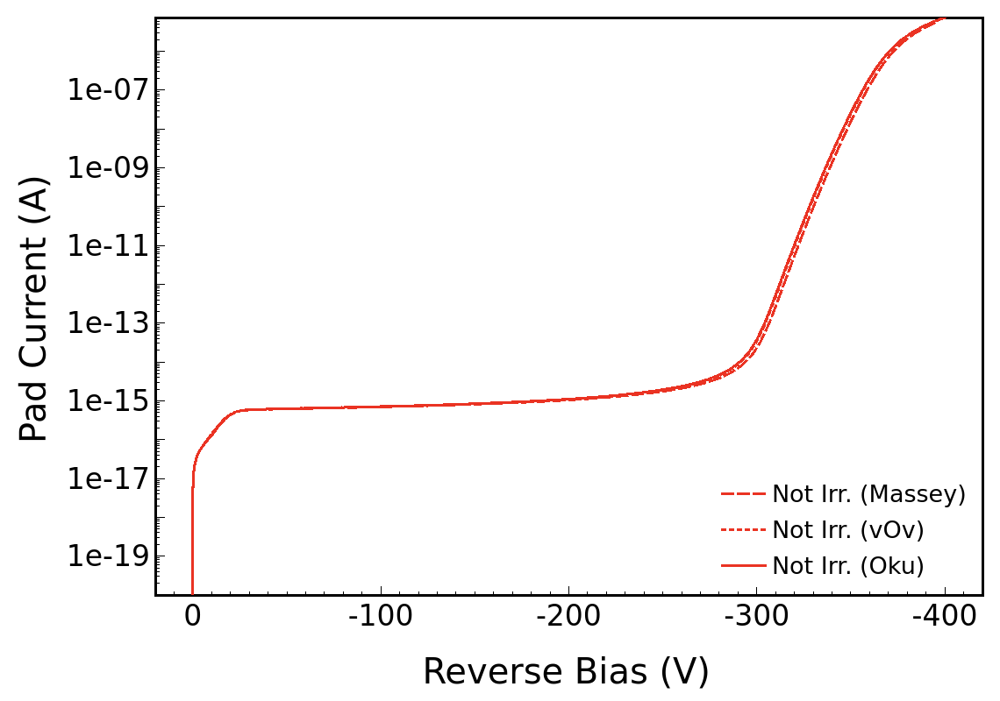 1e-07
1e-09
1e-11
1e-13
1e-15
1e-17
1e-19
Pad Current (A)
Not Irr. (Massey)
Not Irr. (vOv)
Not Irr. (Oku)
0 -100 -200 -300 -400
Reverse Bias (V)